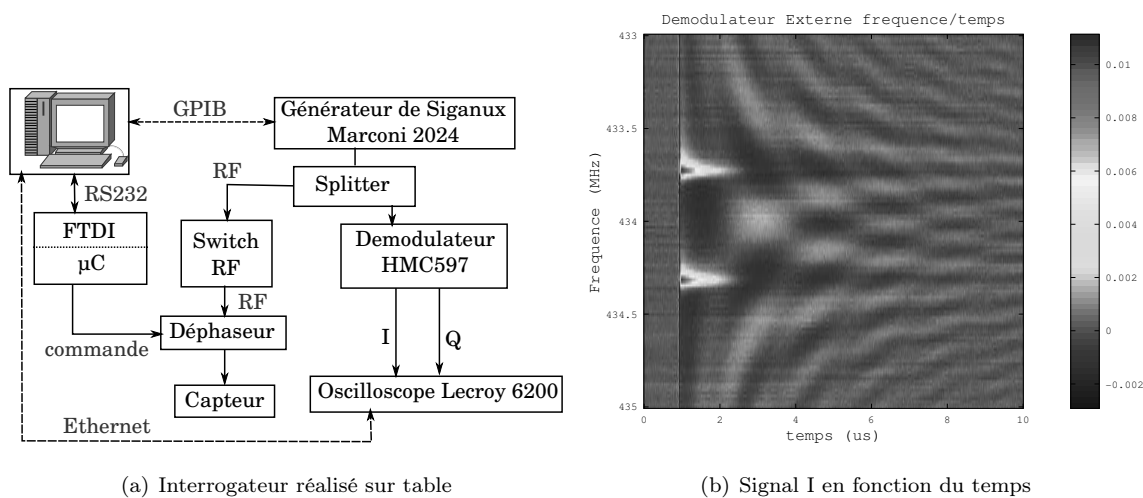 GPIB
Générateur de Siganux
Marconi 2024
RS232
RF
Splitter
FTDI
µC
Switch
RF
Demodulateur
HMC597
RF
commande
Déphaseur
I
Q
Capteur
Oscilloscope Lecroy 6200
Ethernet
(a) Interrogateur réalisé sur table
Demodulateur Externe frequence/temps
Frequence (MHz)
433
433.5
434
434.5
435
0
2
4
6
8
10
temps (us)
0.01
0.008
0.006
0.004
0.002
0
-0.002
(b) Signal I en fonction du temps